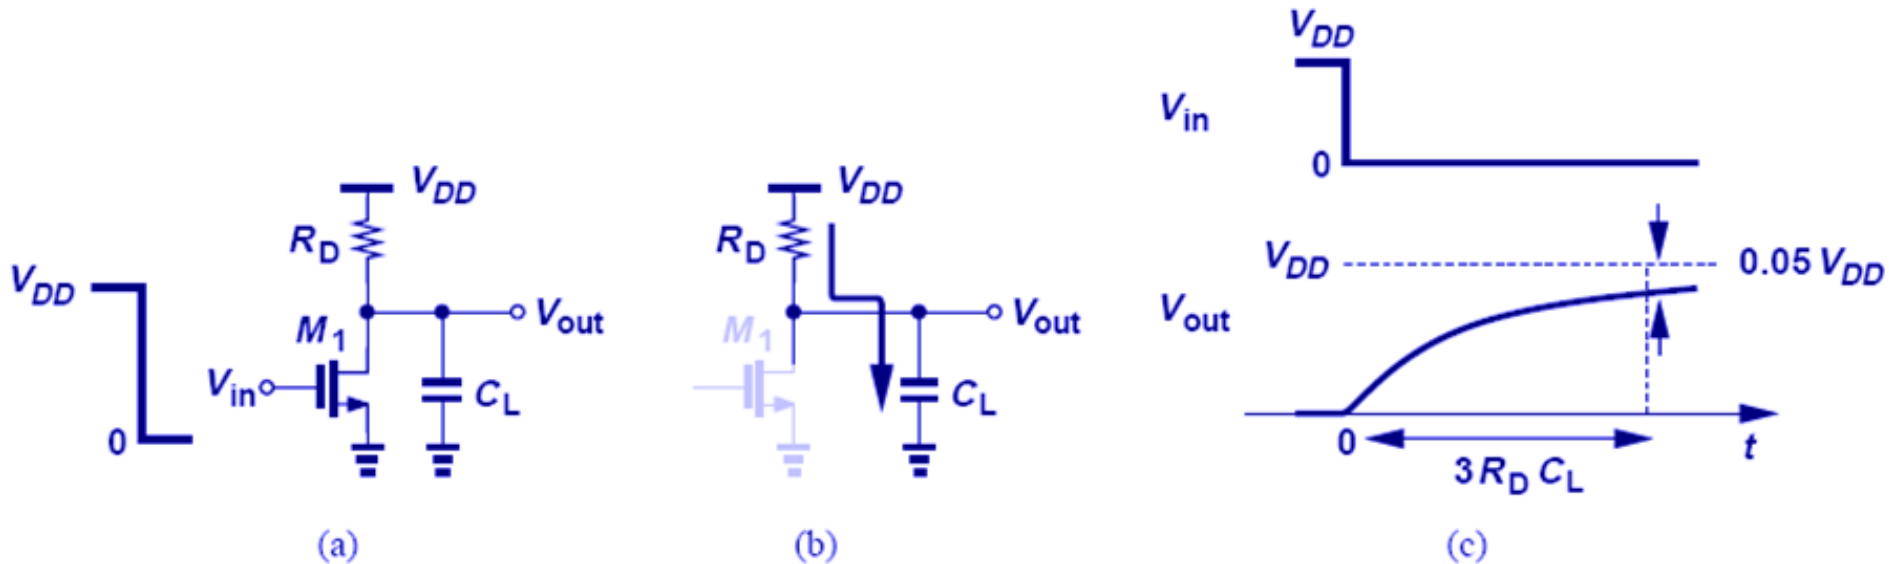 V_DD
0
V_in
M_1
R_D
V_DD
V_out
C_L
(a)
M_1
R_D
V_DD
V_out
C_L
(b)
V_DD
V_in
0
V_DD
0.05 V_DD
V_out
0
3 R_D C_L
t
(c)